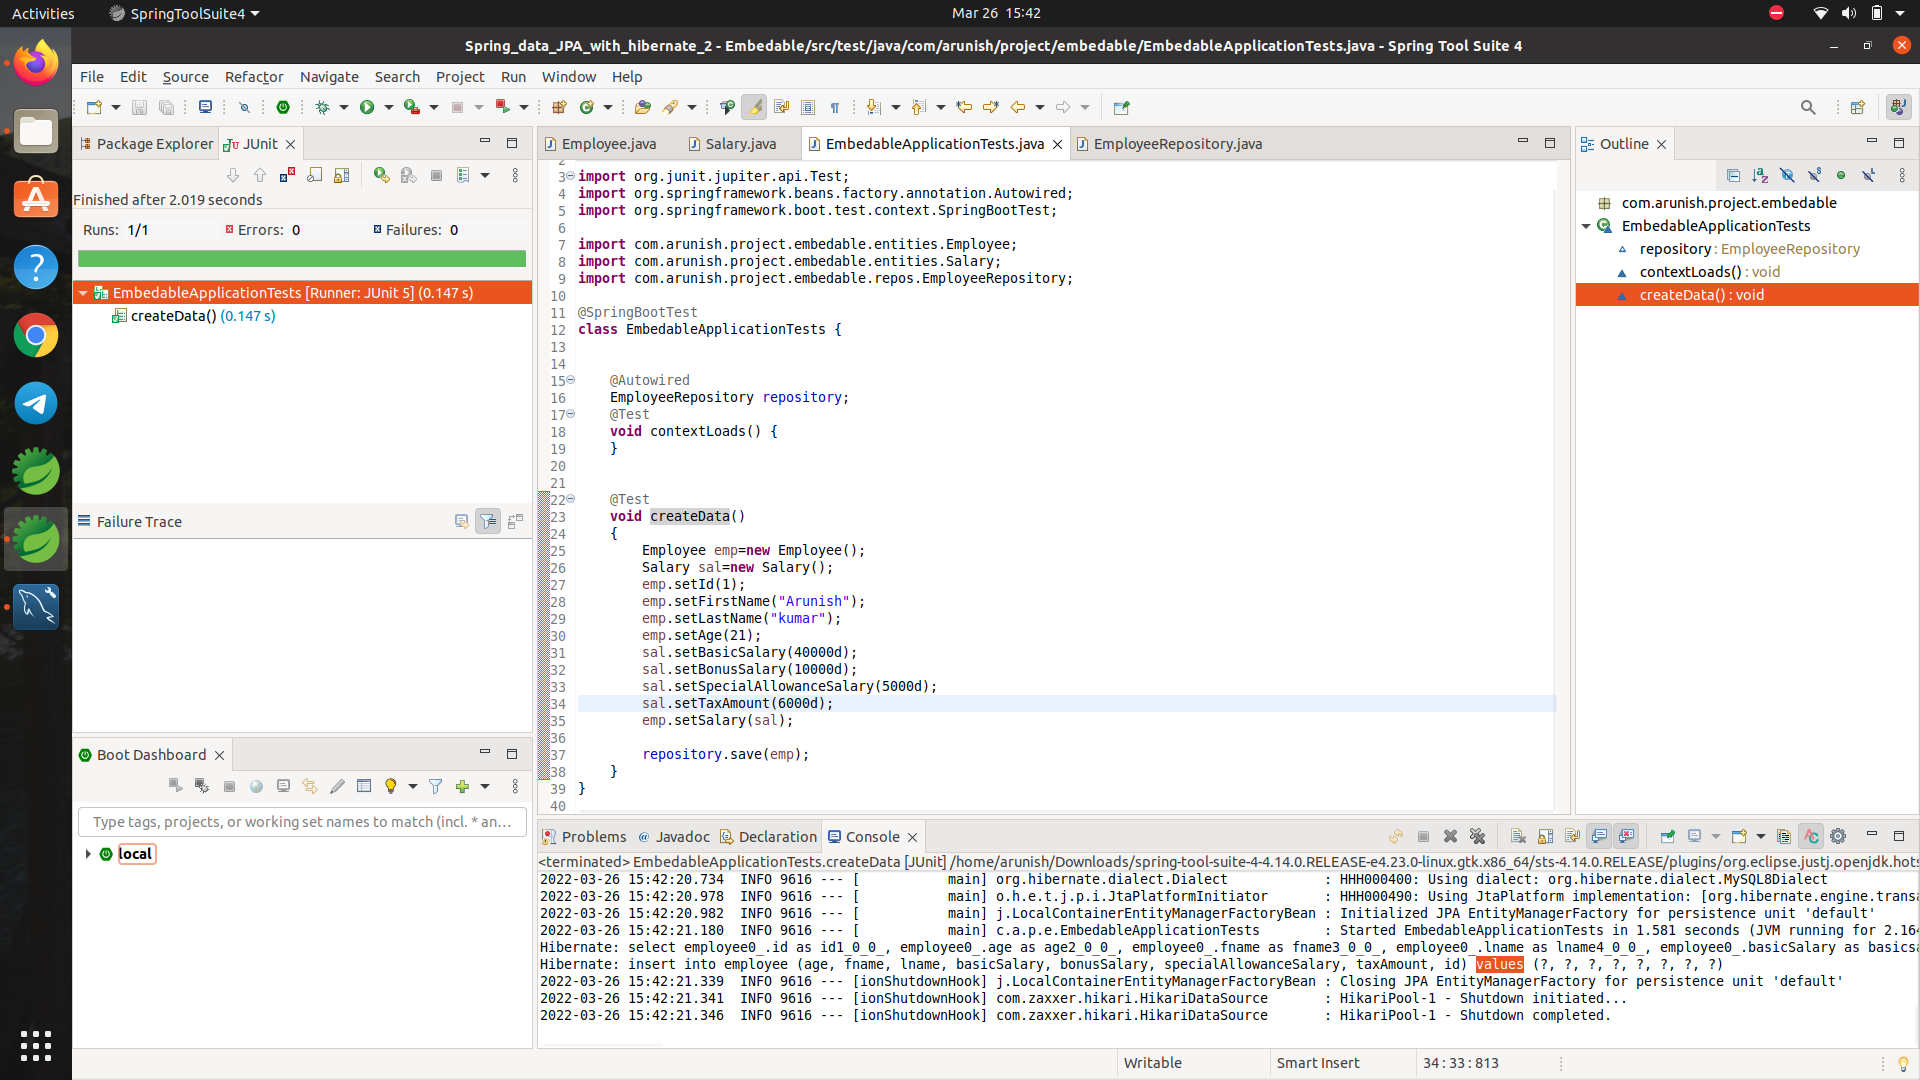 Activities
SpringToolSuite4
Mar 26 15:42
Spring_data_JPA_with_hibernate_2 - Embedable/src/test/java/com/arunish/project/embedable/EmbedableApplicationTests.java - Spring Tool Suite 4
File Edit Source Refactor Navigate Search Project Run Window Help
Package Explorer
JUnit
Finished after 2.019 seconds
Runs: 1/1
Errors: 0
Failures: 0
EmbedableApplicationTests [Runner: JUnit 5] (0.147 s)
createData() (0.147 s)
Failure Trace
Boot Dashboard
Type tags, projects, or working set names to match (incl. * an...
local
Employee.java
Salary.java
EmbedableApplicationTests.java
EmployeeRepository.java
2
3 import org.junit.jupiter.api.Test;
4 import org.springframework.beans.factory.annotation.Autowired;
5 import org.springframework.boot.test.context.SpringBootTest;
6
7 import com.arunish.project.embedable.entities.Employee;
8 import com.arunish.project.embedable.entities.Salary;
9 import com.arunish.project.embedable.repos.EmployeeRepository;
10
11 @SpringBootTest
12 class EmbedableApplicationTests {
13
14
15 @Autowired
16 EmployeeRepository repository;
17 @Test
18 void contextLoads() {
19 }
20
21
22 @Test
23 void createData()
24 {
25 Employee emp=new Employee();
26 Salary sal=new Salary();
27 emp.setId(1);
28 emp.setFirstName("Arunish");
29 emp.setLastName("kumar");
30 emp.setAge(21);
31 sal.setBasicSalary(40000d);
32 sal.setBonusSalary(10000d);
33 sal.setSpecialAllowanceSalary(5000d);
34 sal.setTaxAmount(6000d);
35 emp.setSalary(sal);
36
37 repository.save(emp);
38 }
39 }
40
Outline
com.arunish.project.embedable
EmbedableApplicationTests
repository : EmployeeRepository
contextLoads() : void
createData() : void
Problems
@ Javadoc
Declaration
Console
<terminated> EmbedableApplicationTests.createData [JUnit] /home/arunish/Downloads/spring-tool-suite-4-4.14.0.RELEASE-e4.23.0-linux.gtk.x86_64/sts-4.14.0.RELEASE/plugins/org.eclipse.justj.openjdk.hots
2022-03-26 15:42:20.734 INFO 9616 --- [ main] org.hibernate.dialect.Dialect : HHH000400: Using dialect: org.hibernate.dialect.MySQL8Dialect
2022-03-26 15:42:20.978 INFO 9616 --- [ main] o.h.e.t.j.p.i.JtaPlatformInitiator : HHH000490: Using JtaPlatform implementation: [org.hibernate.engine.transa
2022-03-26 15:42:20.982 INFO 9616 --- [ main] j.LocalContainerEntityManagerFactoryBean : Initialized JPA EntityManagerFactory for persistence unit 'default'
2022-03-26 15:42:21.180 INFO 9616 --- [ main] c.a.p.e.EmbedableApplicationTests : Started EmbedableApplicationTests in 1.581 seconds (JVM running for 2.164
Hibernate: select employee0_.id as id1_0_0_, employee0_.age as age2_0_0_, employee0_.fname as fname3_0_0_, employee0_.lname as lname4_0_0_, employee0_.basicSalary as basicsa
Hibernate: insert into employee (age, fname, lname, basicSalary, bonusSalary, specialAllowanceSalary, taxAmount, id) values (?, ?, ?, ?, ?, ?, ?, ?)
2022-03-26 15:42:21.339 INFO 9616 --- [ionShutdownHook] j.LocalContainerEntityManagerFactoryBean : Closing JPA EntityManagerFactory for persistence unit 'default'
2022-03-26 15:42:21.341 INFO 9616 --- [ionShutdownHook] com.zaxxer.hikari.HikariDataSource : HikariPool-1 - Shutdown initiated...
2022-03-26 15:42:21.346 INFO 9616 --- [ionShutdownHook] com.zaxxer.hikari.HikariDataSource : HikariPool-1 - Shutdown completed.
Writable
Smart Insert
34 : 33 : 813